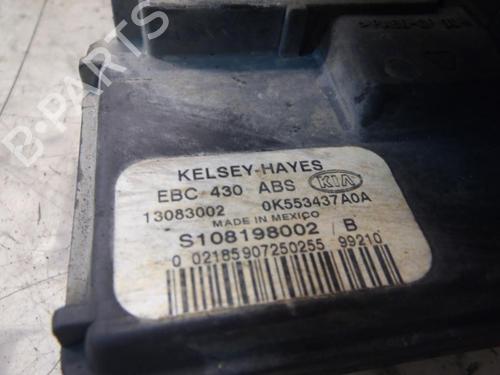 B-PARTS
KELSEY-HAYES
EBC 430 ABS KIA
13083002 0K553437A0A
MADE IN MEXICO
S108198002 B
0 02185907250255 99210